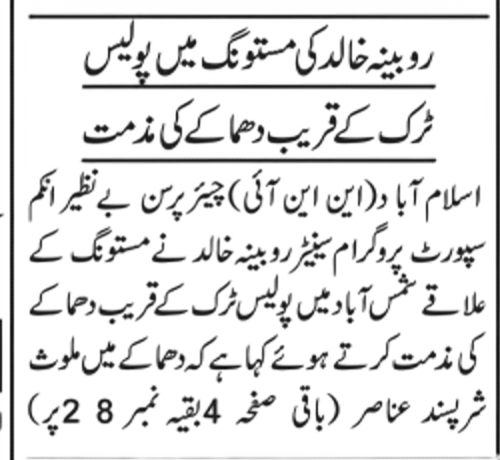 روبینہ خالد کی مستونگ میں پولیس
ٹرک کے قریب دھماکے کی مذمت
اسلام آباد (این این آئی) چیئرپرسن بے نظیر انکم
سپورٹ پروگرام سینیٹر روبینہ خالد نے مستونگ کے
علاقے شمس آباد میں پولیس ٹرک کے قریب دھماکے
کی مذمت کرتے ہوئے کہا ہے کہ دھماکے میں ملوث
شرپسند عناصر (باقی صفحہ 4 بقیہ نمبر 28 پر)